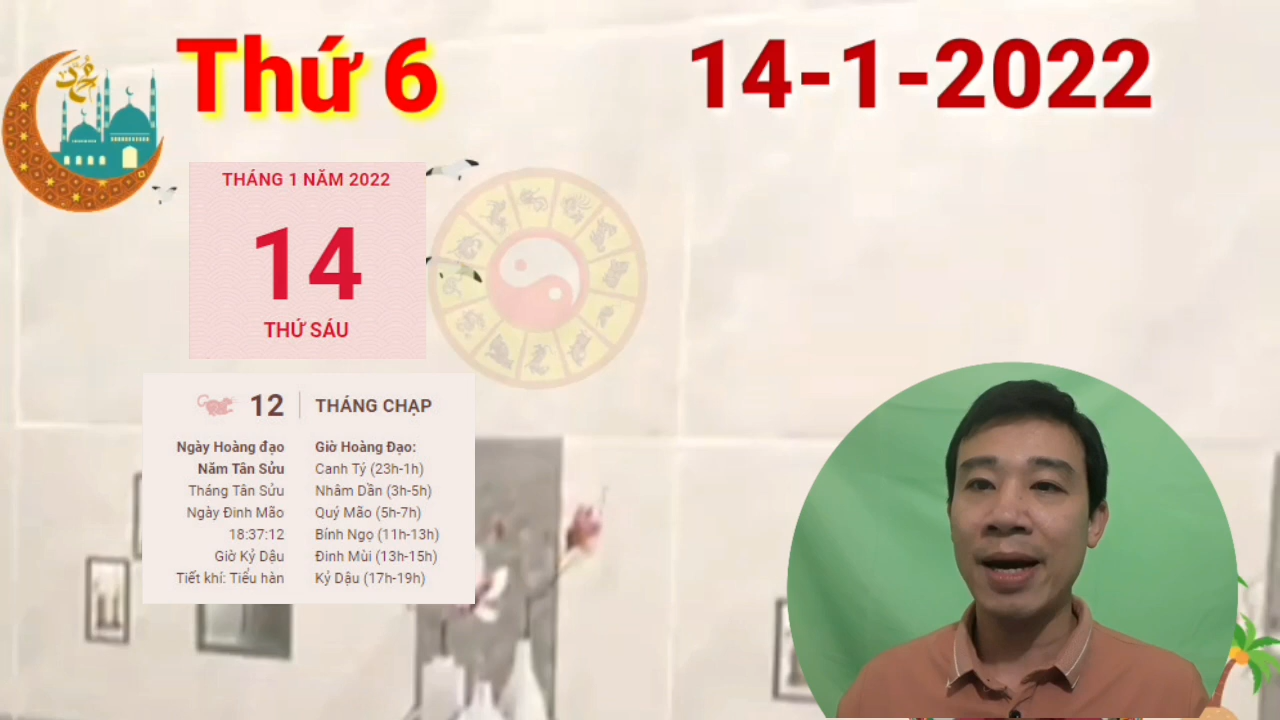 Thứ 6
14-1-2022
THÁNG 1 NĂM 2022
14
THỨ SÁU
12 THÁNG CHẠP
Ngày Hoàng đạo
Năm Tân Sửu
Tháng Tân Sửu
Ngày Đinh Mão
18:37:12
Giờ Kỷ Dậu
Tiết khí: Tiểu hàn
Giờ Hoàng Đạo:
Canh Tý (23h-1h)
Nhâm Dần (3h-5h)
Quý Mão (5h-7h)
Bính Ngọ (11h-13h)
Đinh Mùi (13h-15h)
Kỷ Dậu (17h-19h)